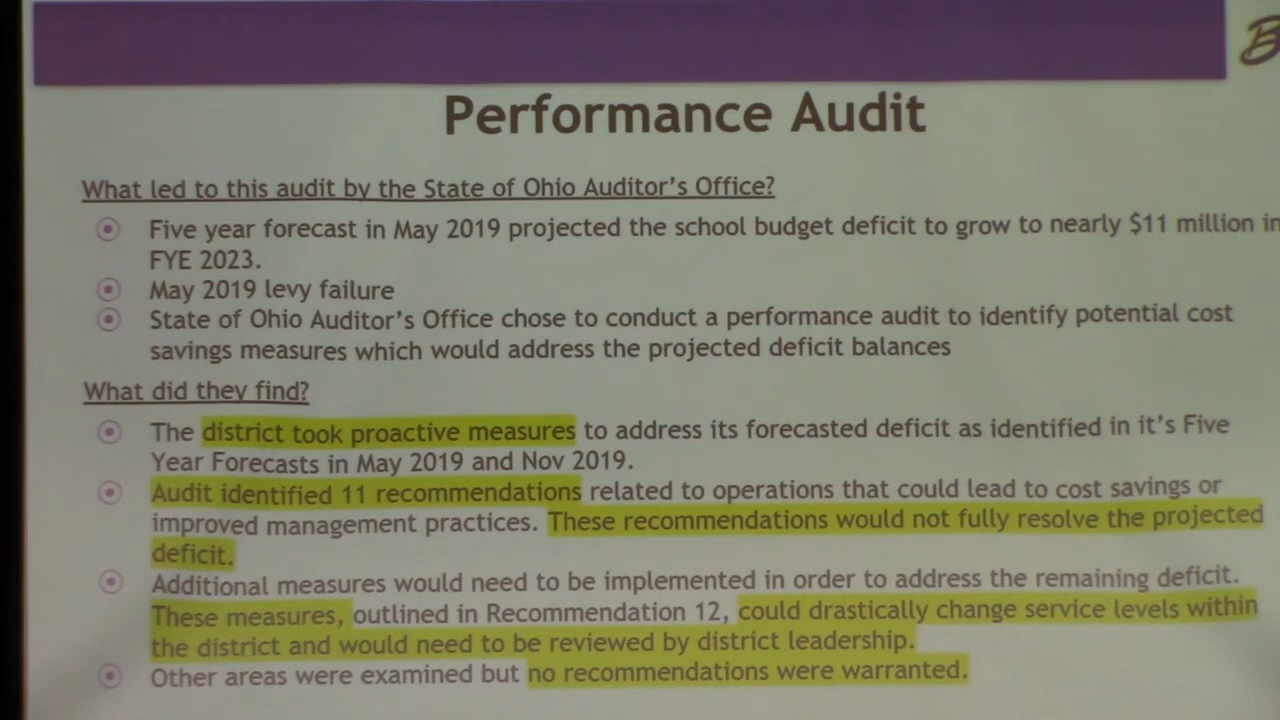 B
Performance Audit
What led to this audit by the State of Ohio Auditor's Office?
Five year forecast in May 2019 projected the school budget deficit to grow to nearly $11 million in
FYE 2023.
May 2019 levy failure
State of Ohio Auditor's Office chose to conduct a performance audit to identify potential cost
savings measures which would address the projected deficit balances
What did they find?
The district took proactive measures to address its forecasted deficit as identified in it's Five
Year Forecasts in May 2019 and Nov 2019.
Audit identified 11 recommendations related to operations that could lead to cost savings or
improved management practices. These recommendations would not fully resolve the projected
deficit.
Additional measures would need to be implemented in order to address the remaining deficit.
These measures, outlined in Recommendation 12, could drastically change service levels within
the district and would need to be reviewed by district leadership.
Other areas were examined but no recommendations were warranted.